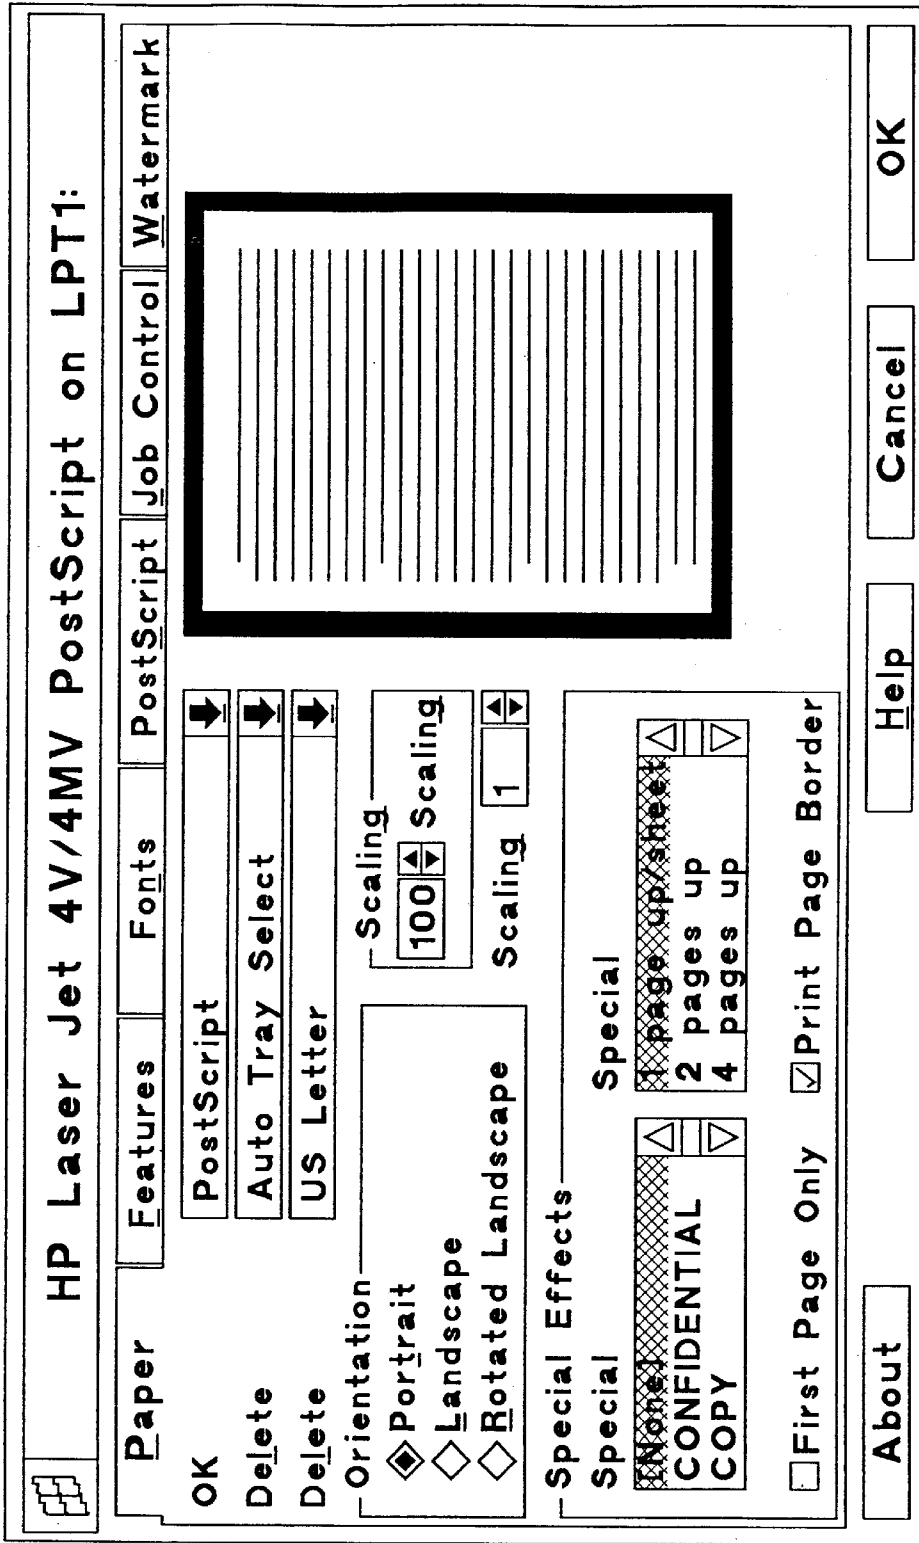 HP Laser Jet 4V/4MV PostScript on LPT1:
Paper
Features
Fonts
PostScript
Job Control
Watermark
OK
PostScript
Delete
Auto Tray Select
Delete
US Letter
Orientation
Portrait
Landscape
Rotated Landscape
Scaling
100 Scaling
Scaling 1
Special Effects
Special
[None]
CONFIDENTIAL
COPY
Special
1 page up/sheet
2 pages up
4 pages up
First Page Only
Print Page Border
About
Help
Cancel
OK